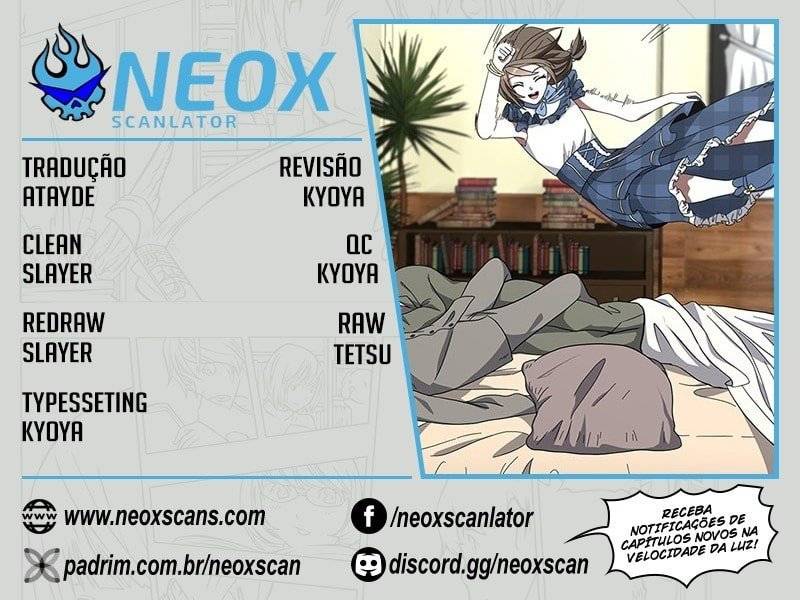 NEOX
SCANLATOR
TRADUÇÃO
ATAYDE
REVISÃO
KYOYA
CLEAN
SLAYER
QC
KYOYA
REDRAW
SLAYER
RAW
TETSU
TYPESSETING
KYOYA
www.neoxscans.com
/neoxscanlator
padrim.com.br/neoxscan
discord.gg/neoxscan
RECEBA
NOTIFICAÇÕES DE
CAPÍTULOS NOVOS NA
VELOCIDADE DA LUZ!